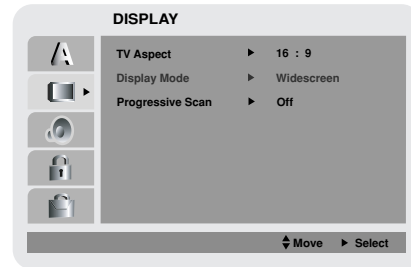 DISPLAY
A
TV Aspect ► 16 : 9
Display Mode ► Widescreen
Progressive Scan ► Off
Move ► Select